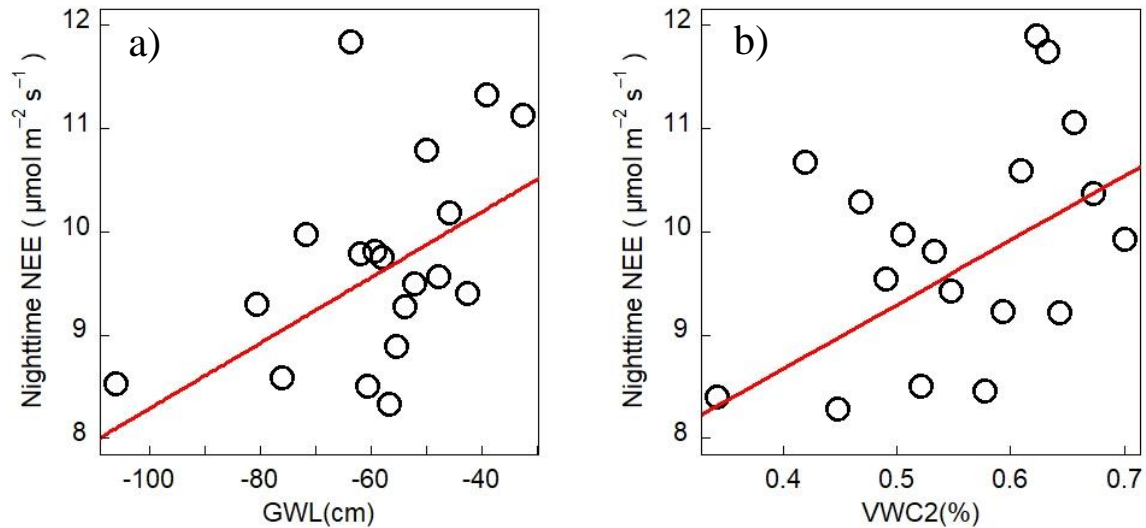 a)
12
11
10
9
8
Nighttime NEE ( µmol m⁻² s⁻¹ )
-100 -80 -60 -40
GWL(cm)
b)
12
11
10
9
8
Nighttime NEE ( µmol m⁻² s⁻¹ )
0.4 0.5 0.6 0.7
VWC2(%)